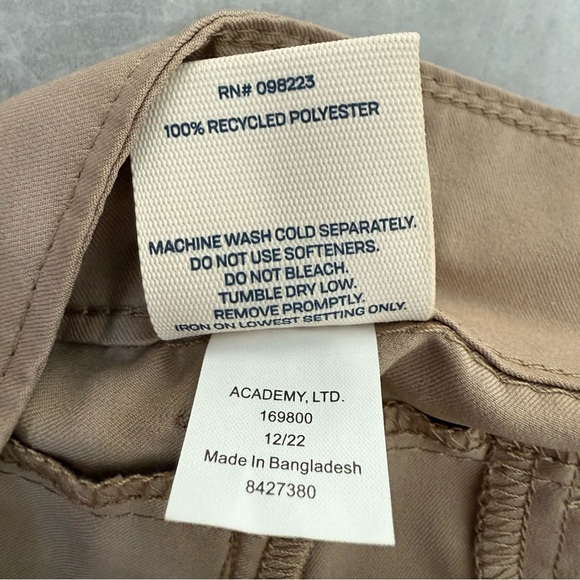 RN# 098223
100% RECYCLED POLYESTER
MACHINE WASH COLD SEPARATELY.
DO NOT USE SOFTENERS.
DO NOT BLEACH.
TUMBLE DRY LOW.
REMOVE PROMPTLY.
IRON ON LOWEST SETTING ONLY.
ACADEMY, LTD.
169800
12/22
Made In Bangladesh
8427380